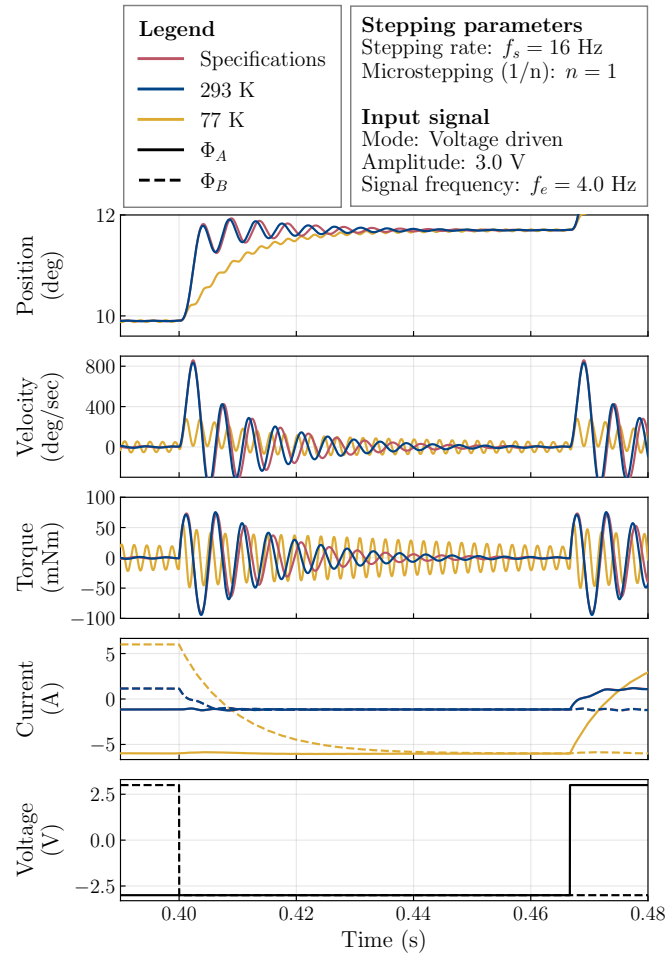 Legend
Specifications
293 K
77 K
Φ_A
Φ_B
Stepping parameters
Stepping rate: f_s = 16 Hz
Microstepping (1/n): n = 1
Input signal
Mode: Voltage driven
Amplitude: 3.0 V
Signal frequency: f_e = 4.0 Hz
Position
(deg)
12
10
Velocity
(deg/sec)
800
400
0
Torque
(mNm)
100
50
0
−50
−100
Current
(A)
5
0
−5
Voltage
(V)
2.5
0.0
−2.5
0.40
0.42
0.44
0.46
0.48
Time (s)